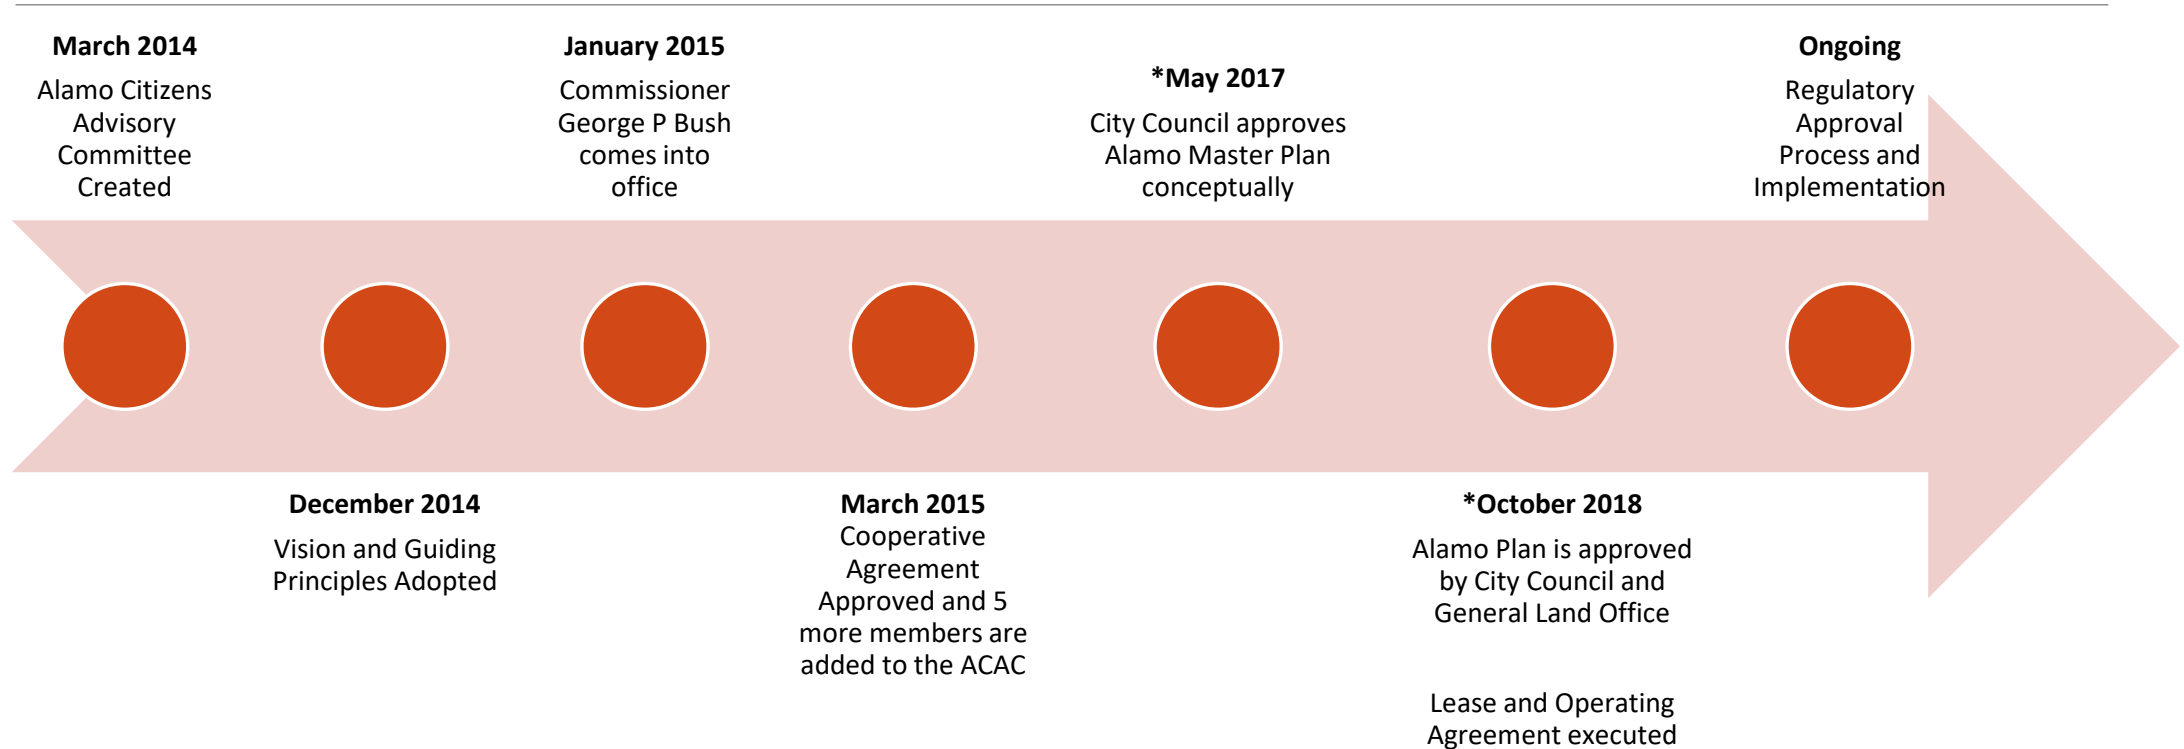 March 2014
Alamo Citizens
Advisory
Committee
Created
December 2014
Vision and Guiding
Principles Adopted
January 2015
Commissioner
George P Bush
comes into
office
March 2015
Cooperative
Agreement
Approved and 5
more members are
added to the ACAC
*May 2017
City Council approves
Alamo Master Plan
conceptually
*October 2018
Alamo Plan is approved
by City Council and
General Land Office
Lease and Operating
Agreement executed
Ongoing
Regulatory
Approval
Process and
Implementation